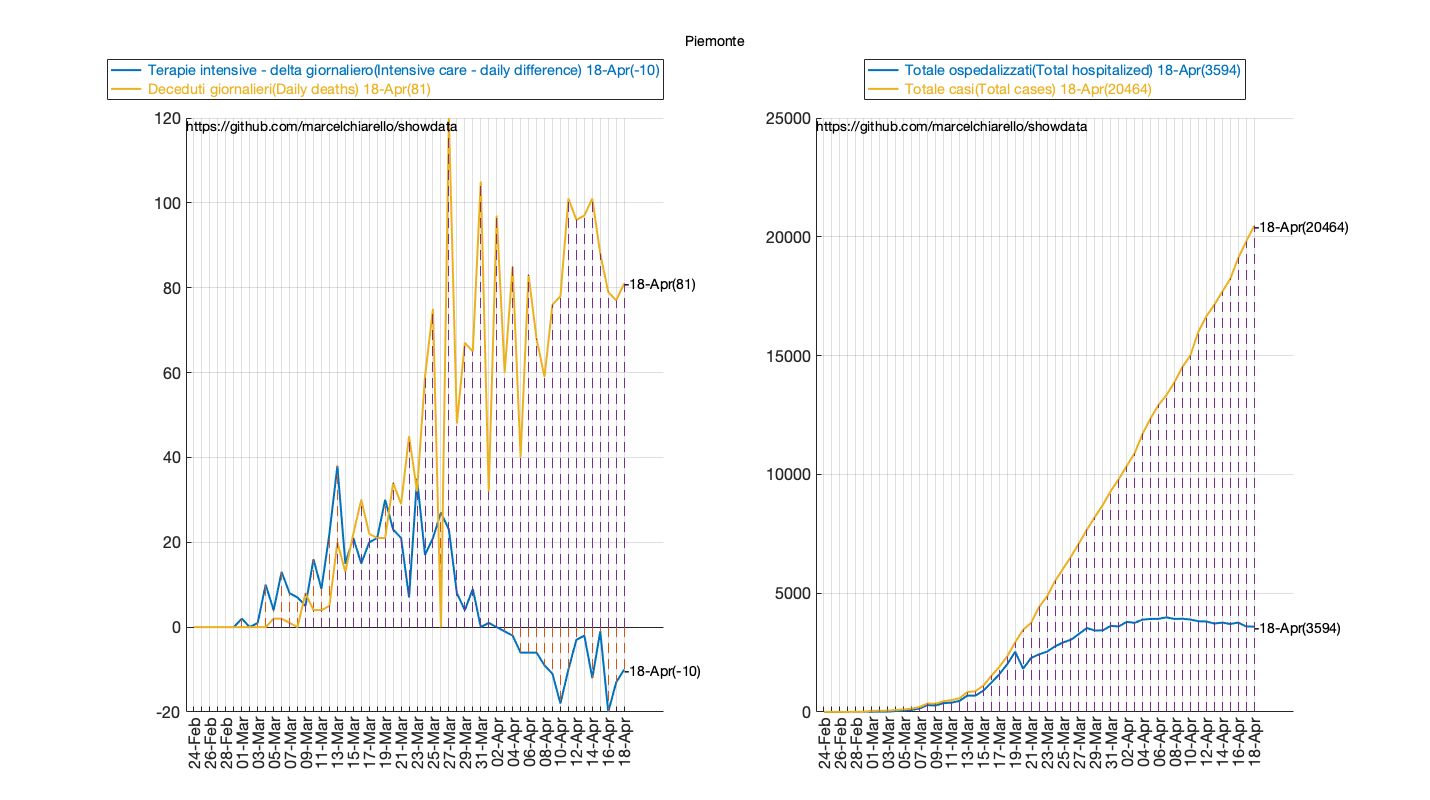 Piemonte
Terapie intensive - delta giornaliero(Intensive care - daily difference) 18-Apr(-10)
Deceduti giornalieri(Daily deaths) 18-Apr(81)
https://github.com/marcelchiarello/showdata
120
100
80
60
40
20
0
-20
18-Apr(81)
18-Apr(-10)
24-Feb
26-Feb
28-Feb
01-Mar
03-Mar
05-Mar
07-Mar
09-Mar
11-Mar
13-Mar
15-Mar
17-Mar
19-Mar
21-Mar
23-Mar
25-Mar
27-Mar
29-Mar
31-Mar
02-Apr
04-Apr
06-Apr
08-Apr
10-Apr
12-Apr
14-Apr
16-Apr
18-Apr
Totale ospedalizzati(Total hospitalized) 18-Apr(3594)
Totale casi(Total cases) 18-Apr(20464)
https://github.com/marcelchiarello/showdata
25000
20000
15000
10000
5000
0
18-Apr(20464)
18-Apr(3594)
24-Feb
26-Feb
28-Feb
01-Mar
03-Mar
05-Mar
07-Mar
09-Mar
11-Mar
13-Mar
15-Mar
17-Mar
19-Mar
21-Mar
23-Mar
25-Mar
27-Mar
29-Mar
31-Mar
02-Apr
04-Apr
06-Apr
08-Apr
10-Apr
12-Apr
14-Apr
16-Apr
18-Apr